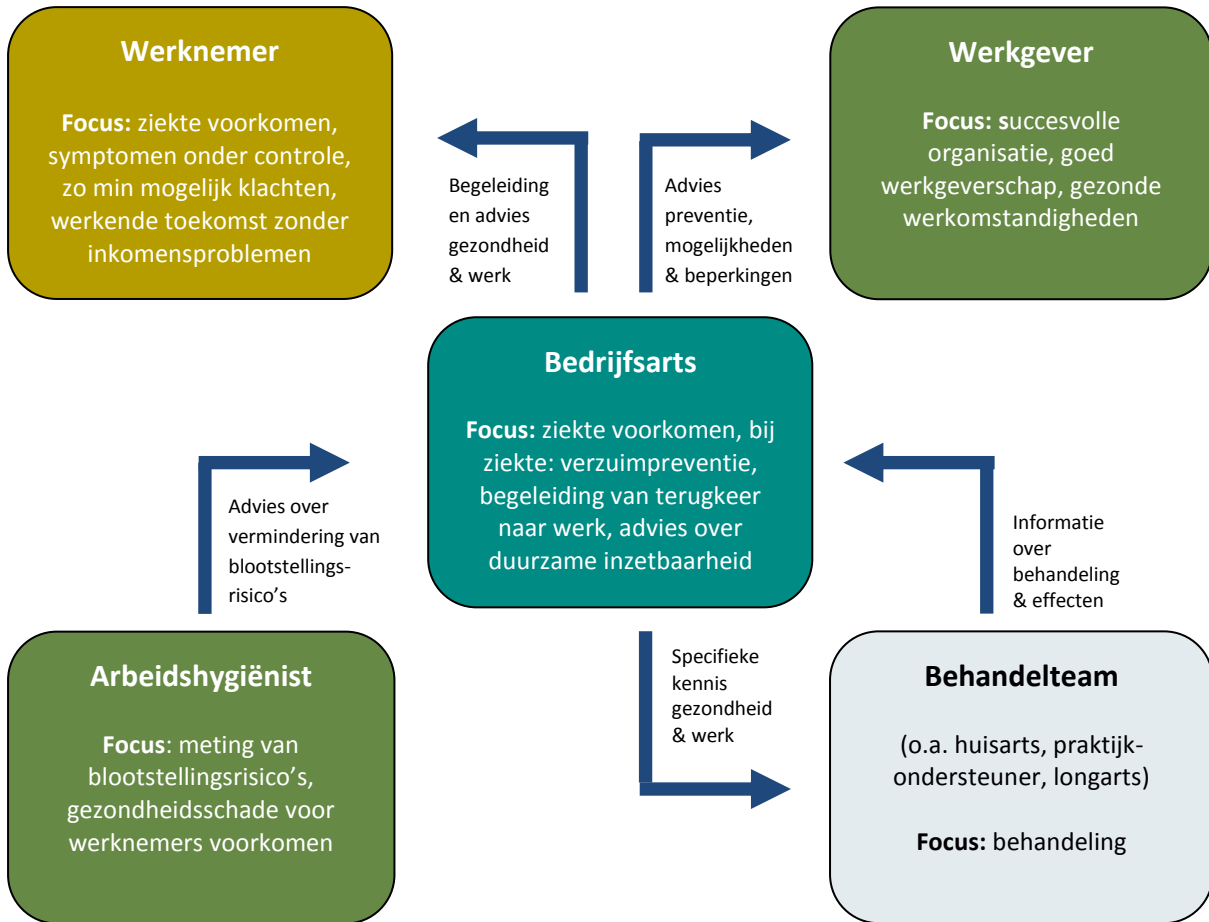 Werknemer
Focus: ziekte voorkomen,
symptomen onder controle,
zo min mogelijk klachten,
werkende toekomst zonder
inkomensproblemen
Begeleiding
en advies
gezondheid
& werk
Advies
preventie,
mogelijkheden
& beperkingen
Werkgever
Focus: succesvolle
organisatie, goed
werkgeverschap, gezonde
werkomstandigheden
Bedrijfsarts
Focus: ziekte voorkomen, bij
ziekte: verzuimpreventie,
begeleiding van terugkeer
naar werk, advies over
duurzame inzetbaarheid
Advies over
vermindering van
blootstellings-
risico’s
Informatie
over
behandeling
& effecten
Arbeidshygiënist
Focus: meting van
blootstellingsrisico’s,
gezondheidsschade voor
werknemers voorkomen
Specifieke
kennis
gezondheid
& werk
Behandelteam
(o.a. huisarts, praktijk-
ondersteuner, longarts)
Focus: behandeling